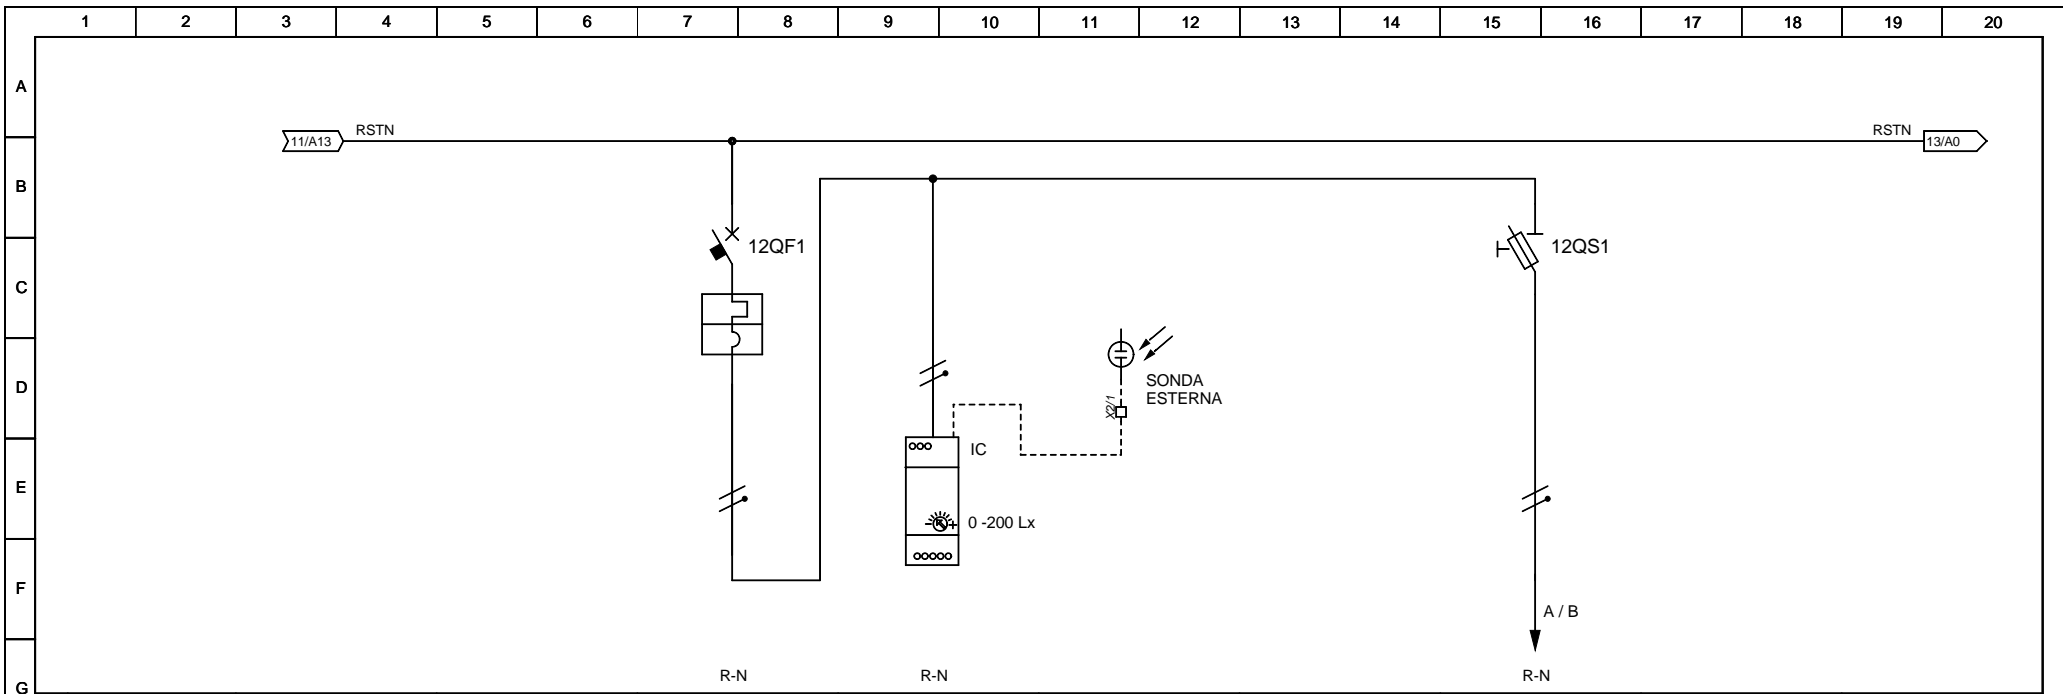 1 2 3 4 5 6 7 8 9 10 11 12 13 14 15 16 17 18 19 20
A
RSTN RSTN
11/A13 13/A0
B
12QF1 12QS1
C
D
SONDA
ESTERNA
X2/1
IC
E
0 -200 Lx
F
A / B
R-N R-N R-N
G